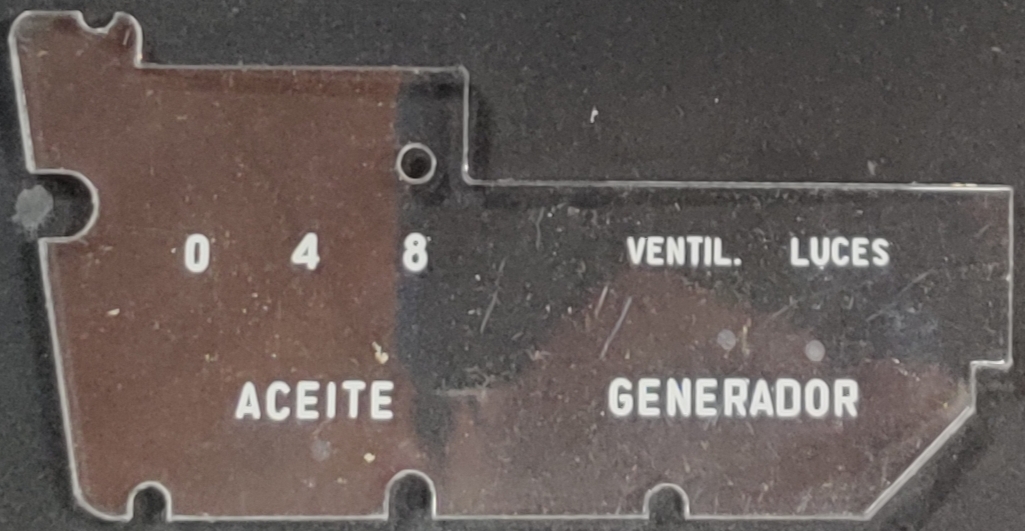 0 4 8 VENTIL. LUCES
ACEITE GENERADOR